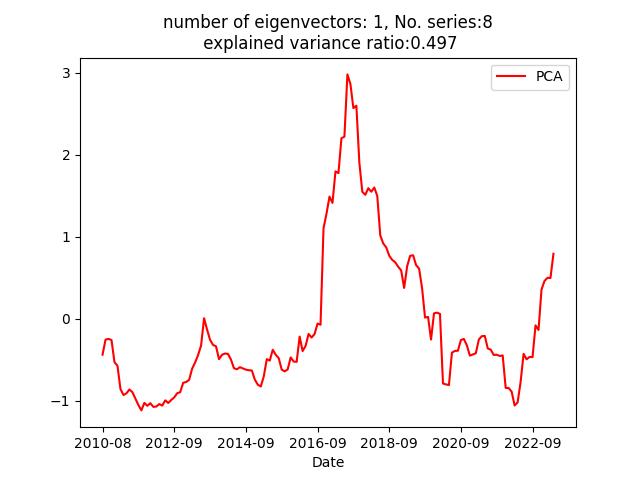 number of eigenvectors: 1, No. series:8
explained variance ratio:0.497
PCA
3
2
1
0
−1
2010-08 2012-09 2014-09 2016-09 2018-09 2020-09 2022-09
Date